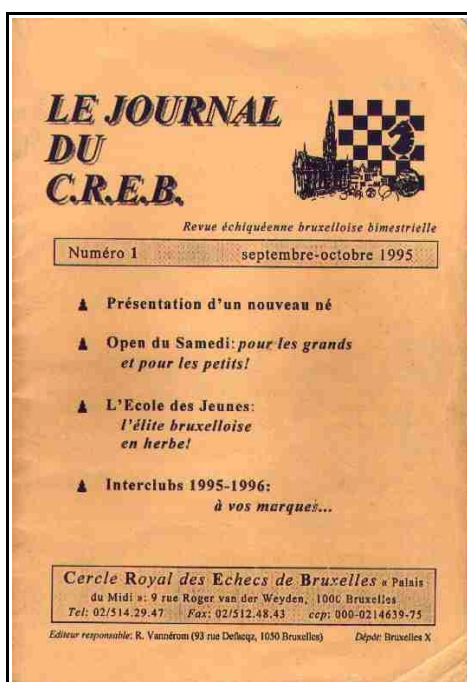 LE JOURNAL
DU
C.R.E.B.
Revue échiquéenne bruxelloise bimestrielle
Numéro 1 septembre-octobre 1995
Présentation d'un nouveau né
Open du Samedi: pour les grands
et pour les petits!
L'Ecole des Jeunes:
l'élite bruxelloise
en herbe!
Interclubs 1995-1996:
à vos marques...
Cercle Royal des Echecs de Bruxelles « Palais
du Midi »: 9 rue Roger van der Weyden, 1000 Bruxelles
Tel: 02/514.29.47 Fax: 02/512.48.43 ccp: 000-0214639-75
Editeur responsable: R. Vannérom (93 rue Defacqz, 1050 Bruxelles) Dépôt: Bruxelles X